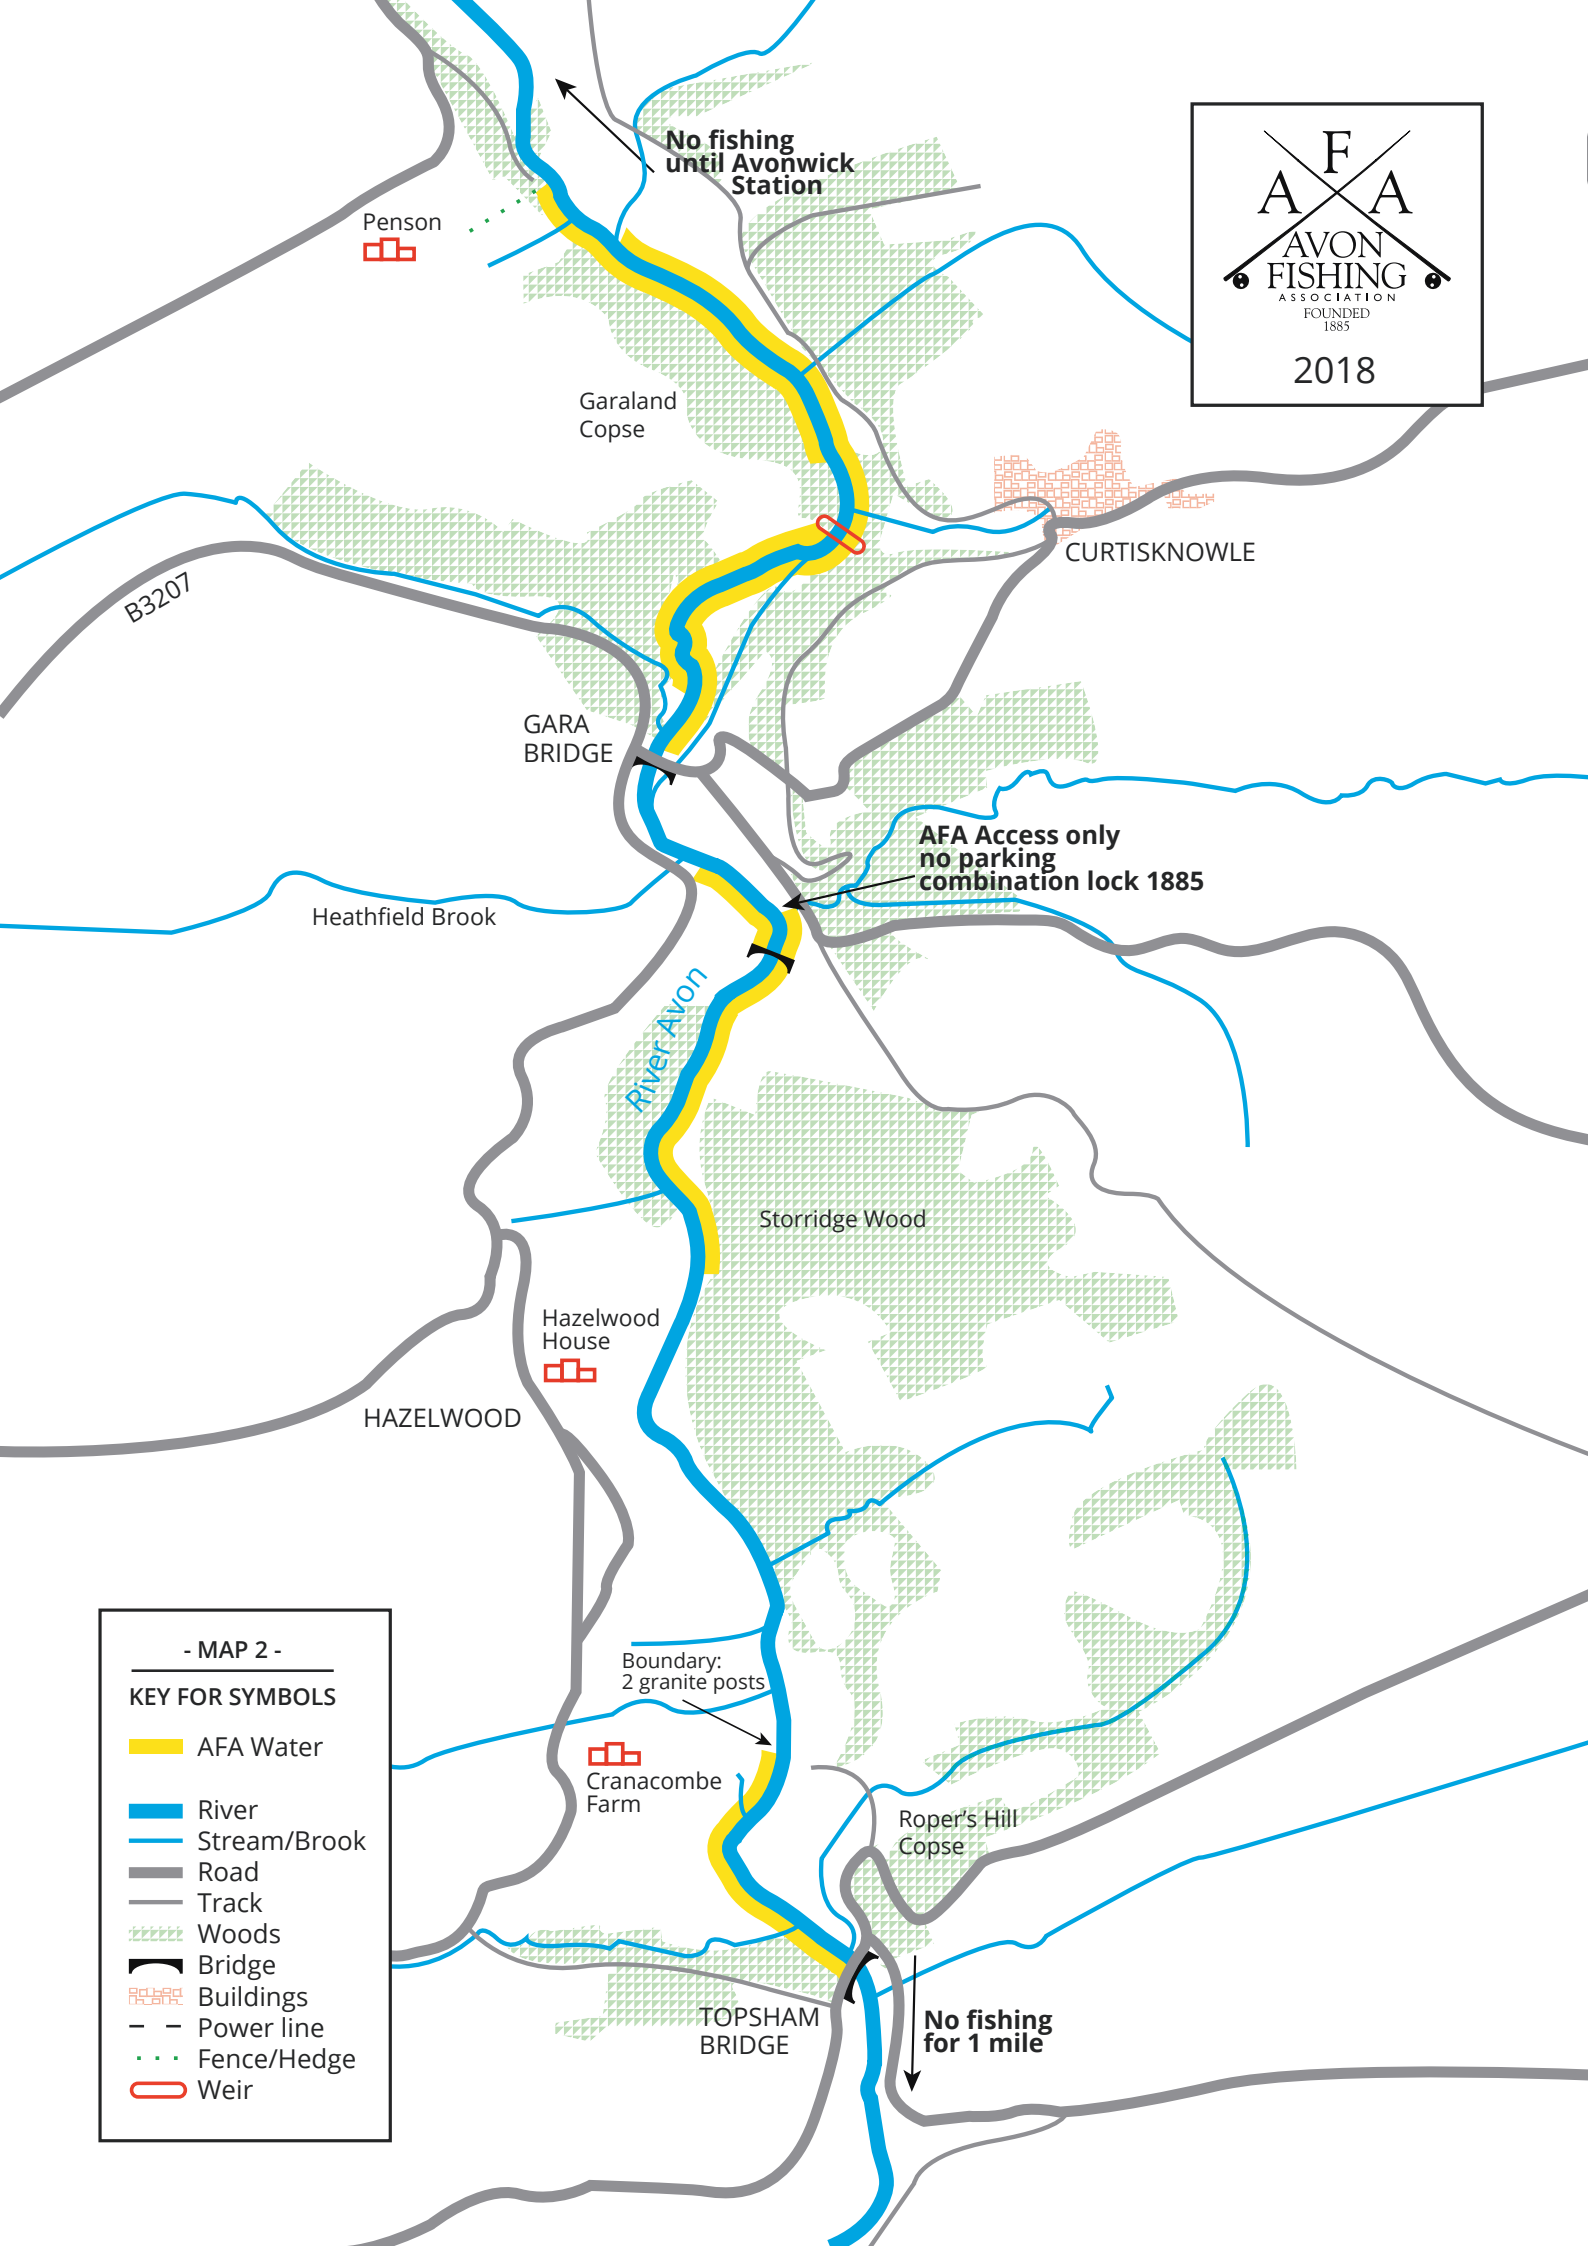 No fishing
until Avonwick
Station
A F A
AVON
FISHING
ASSOCIATION
FOUNDED
1885
2018
Penson
Garaland
Copse
B3207
CURTISKNOWLE
GARA
BRIDGE
AFA Access only
no parking
combination lock 1885
Heathfield Brook
River Avon
Storridge Wood
Hazelwood
House
HAZELWOOD
Boundary:
2 granite posts
Cranacombe
Farm
Roper's Hill
Copse
TOPSHAM
BRIDGE
No fishing
for 1 mile
- MAP 2 -
KEY FOR SYMBOLS
AFA Water
River
Stream/Brook
Road
Track
Woods
Bridge
Buildings
Power line
Fence/Hedge
Weir